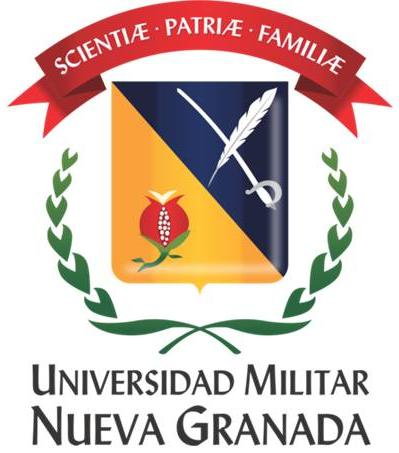 SCIENTIÆ · PATRIÆ · FAMILIÆ
UNIVERSIDAD MILITAR
NUEVA GRANADA